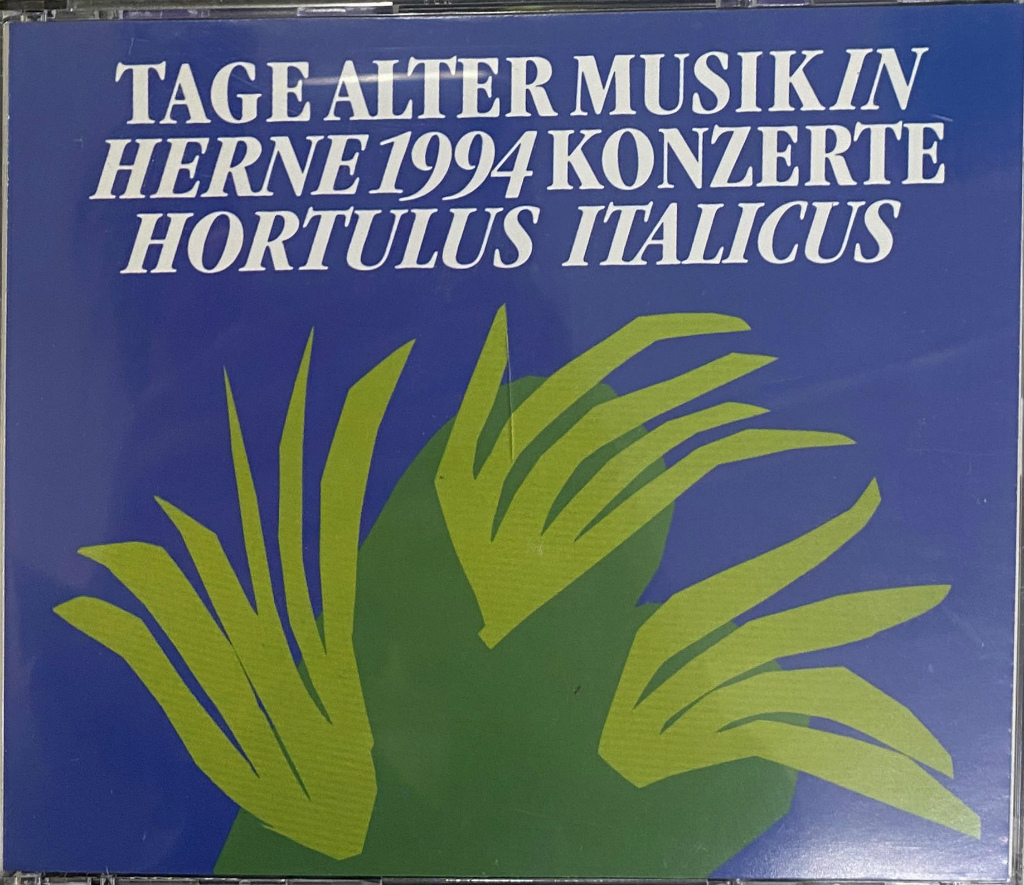 TAGE ALTER MUSIK IN
HERNE 1994 KONZERTE
HORTULUS ITALICUS